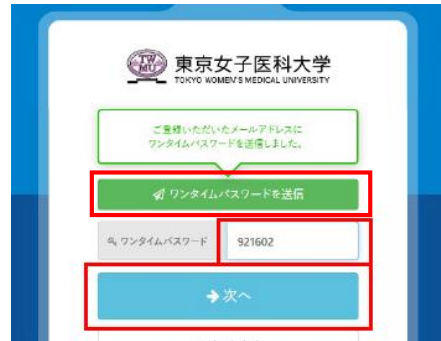 TWMU
東京女子医科大学
TOKYO WOMEN'S MEDICAL UNIVERSITY
ご登録いただいたメールアドレスに
ワンタイムパスワードを送信しました。
ワンタイムパスワードを送信
ワンタイムパスワード 921602
次へ